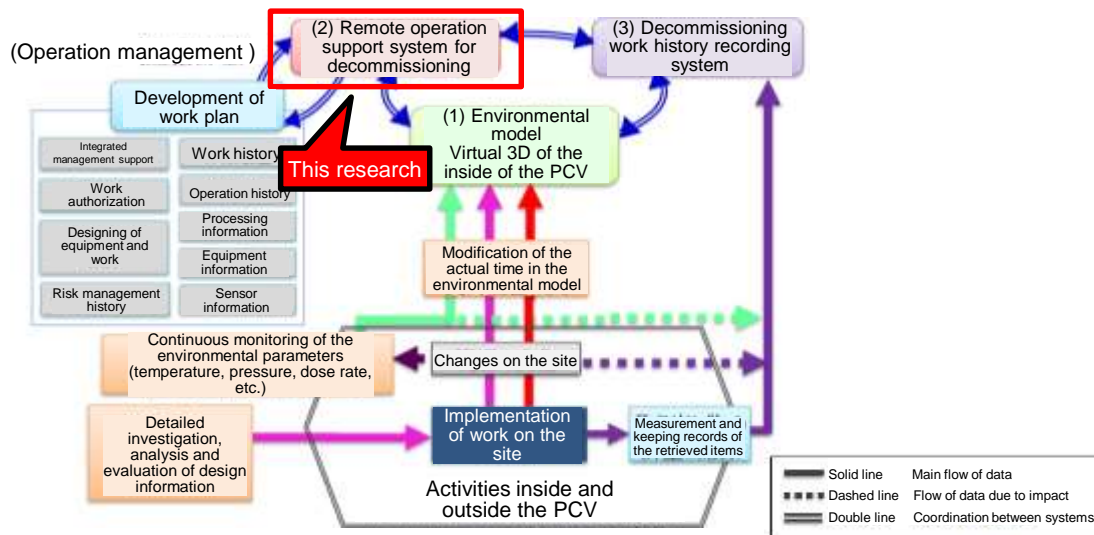 (Operation management )
(2) Remote operation
support system for
decommissioning
(3) Decommissioning
work history recording
system
Development of
work plan
(1) Environmental
model
Virtual 3D of the
inside of the PCV
This research
Integrated
management support
Work
authorization
Designing of
equipment and
work
Risk management
history
Work history
Operation history
Processing
information
Equipment
information
Sensor
information
Modification of the
actual time in the
environmental model
Continuous monitoring of the
environmental parameters
(temperature, pressure, dose rate,
etc.)
Changes on the site
Detailed
investigation,
analysis and
evaluation of design
information
Implementation
of work on the
site
Measurement and
keeping records of
the retrieved items
Activities inside and
outside the PCV
Solid line Main flow of data
Dashed line Flow of data due to impact
Double line Coordination between systems